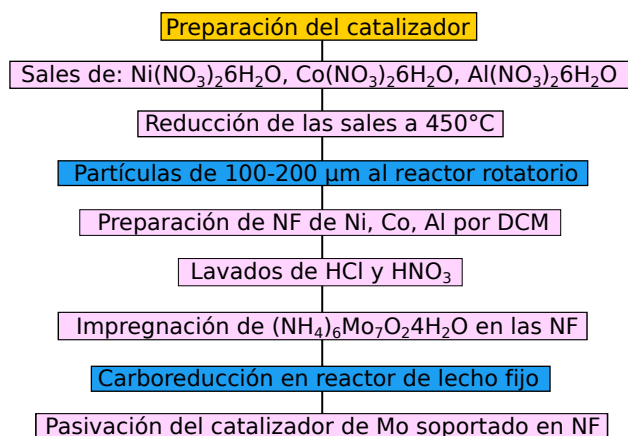 Preparación del catalizador
Sales de: Ni(NO₃)₂6H₂O, Co(NO₃)₂6H₂O, Al(NO₃)₂6H₂O
Reducción de las sales a 450°C
Partículas de 100-200 µm al reactor rotatorio
Preparación de NF de Ni, Co, Al por DCM
Lavados de HCl y HNO₃
Impregnación de (NH₄)₆Mo₇O₂4H₂O en las NF
Carboreducción en reactor de lecho fijo
Pasivación del catalizador de Mo soportado en NF